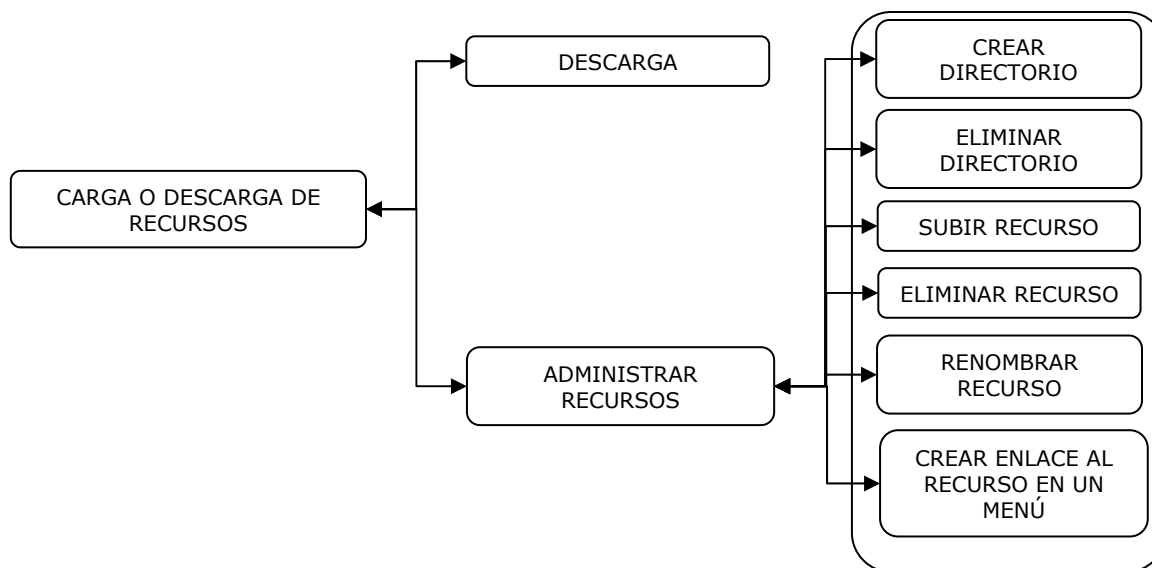 CARGA O DESCARGA DE
RECURSOS
DESCARGA
ADMINISTRAR
RECURSOS
CREAR
DIRECTORIO
ELIMINAR
DIRECTORIO
SUBIR RECURSO
ELIMINAR RECURSO
RENOMBRAR
RECURSO
CREAR ENLACE AL
RECURSO EN UN
MENÚ